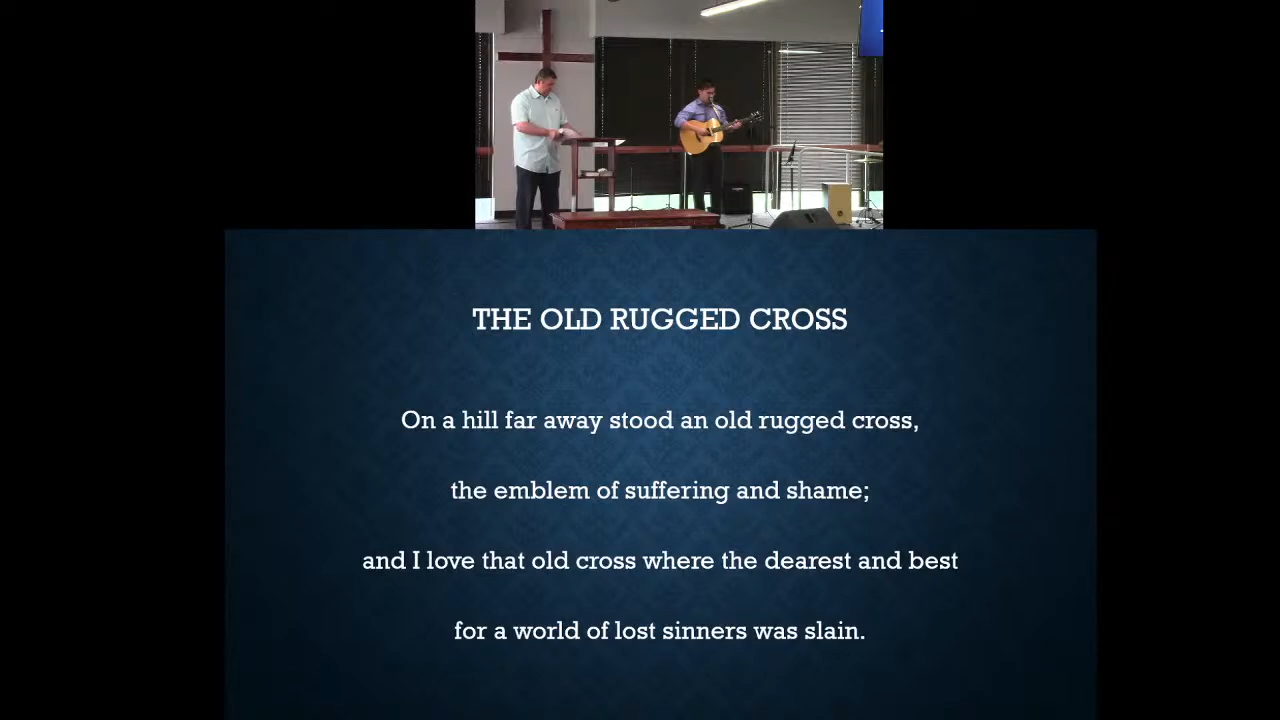 THE OLD RUGGED CROSS
On a hill far away stood an old rugged cross,
the emblem of suffering and shame;
and I love that old cross where the dearest and best
for a world of lost sinners was slain.